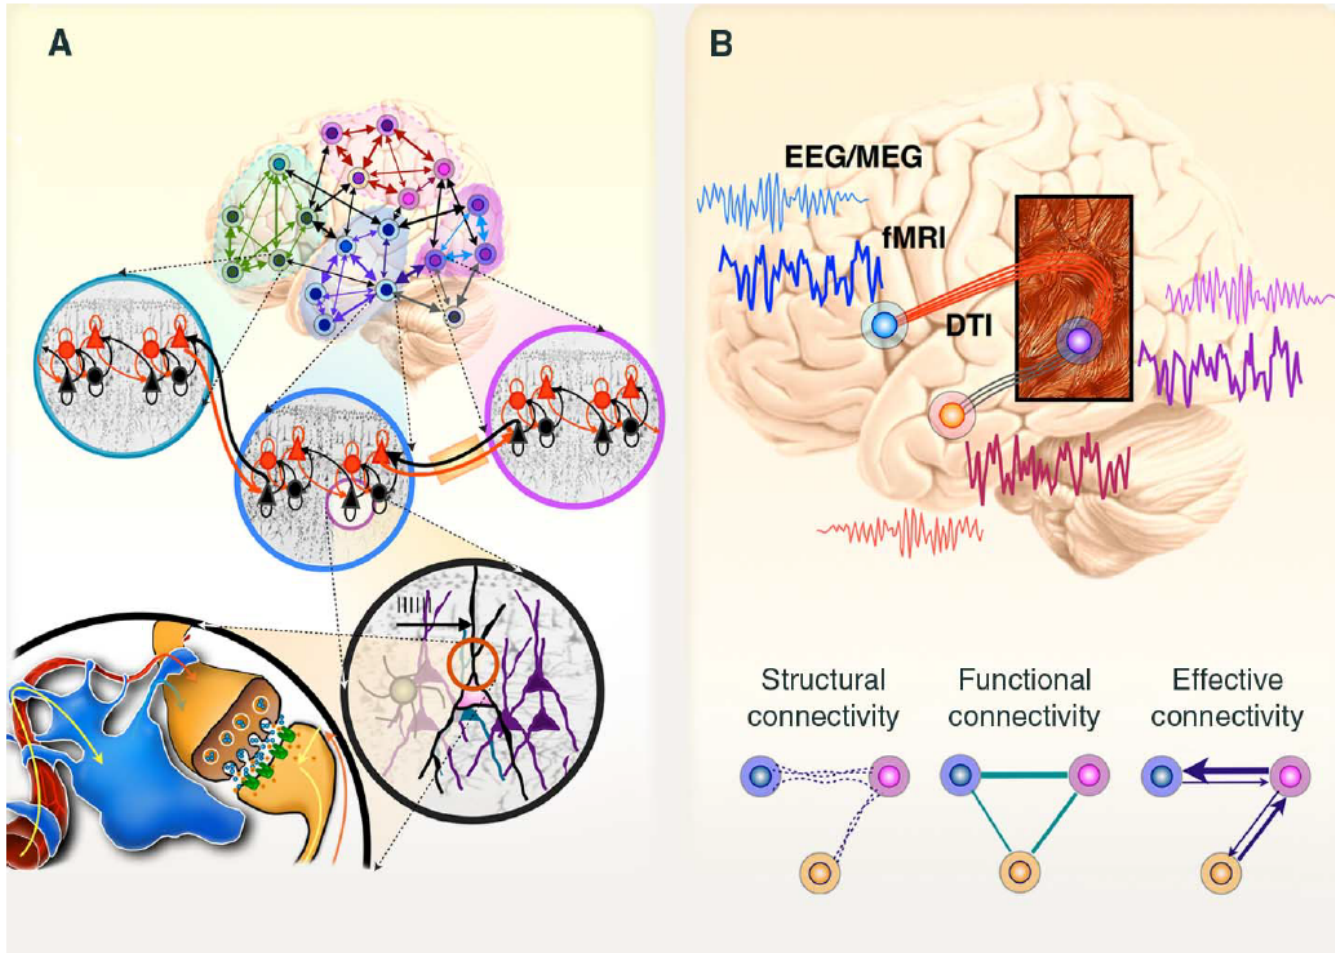 A
B
EEG/MEG
fMRI
DTI
Structural
connectivity
Functional
connectivity
Effective
connectivity